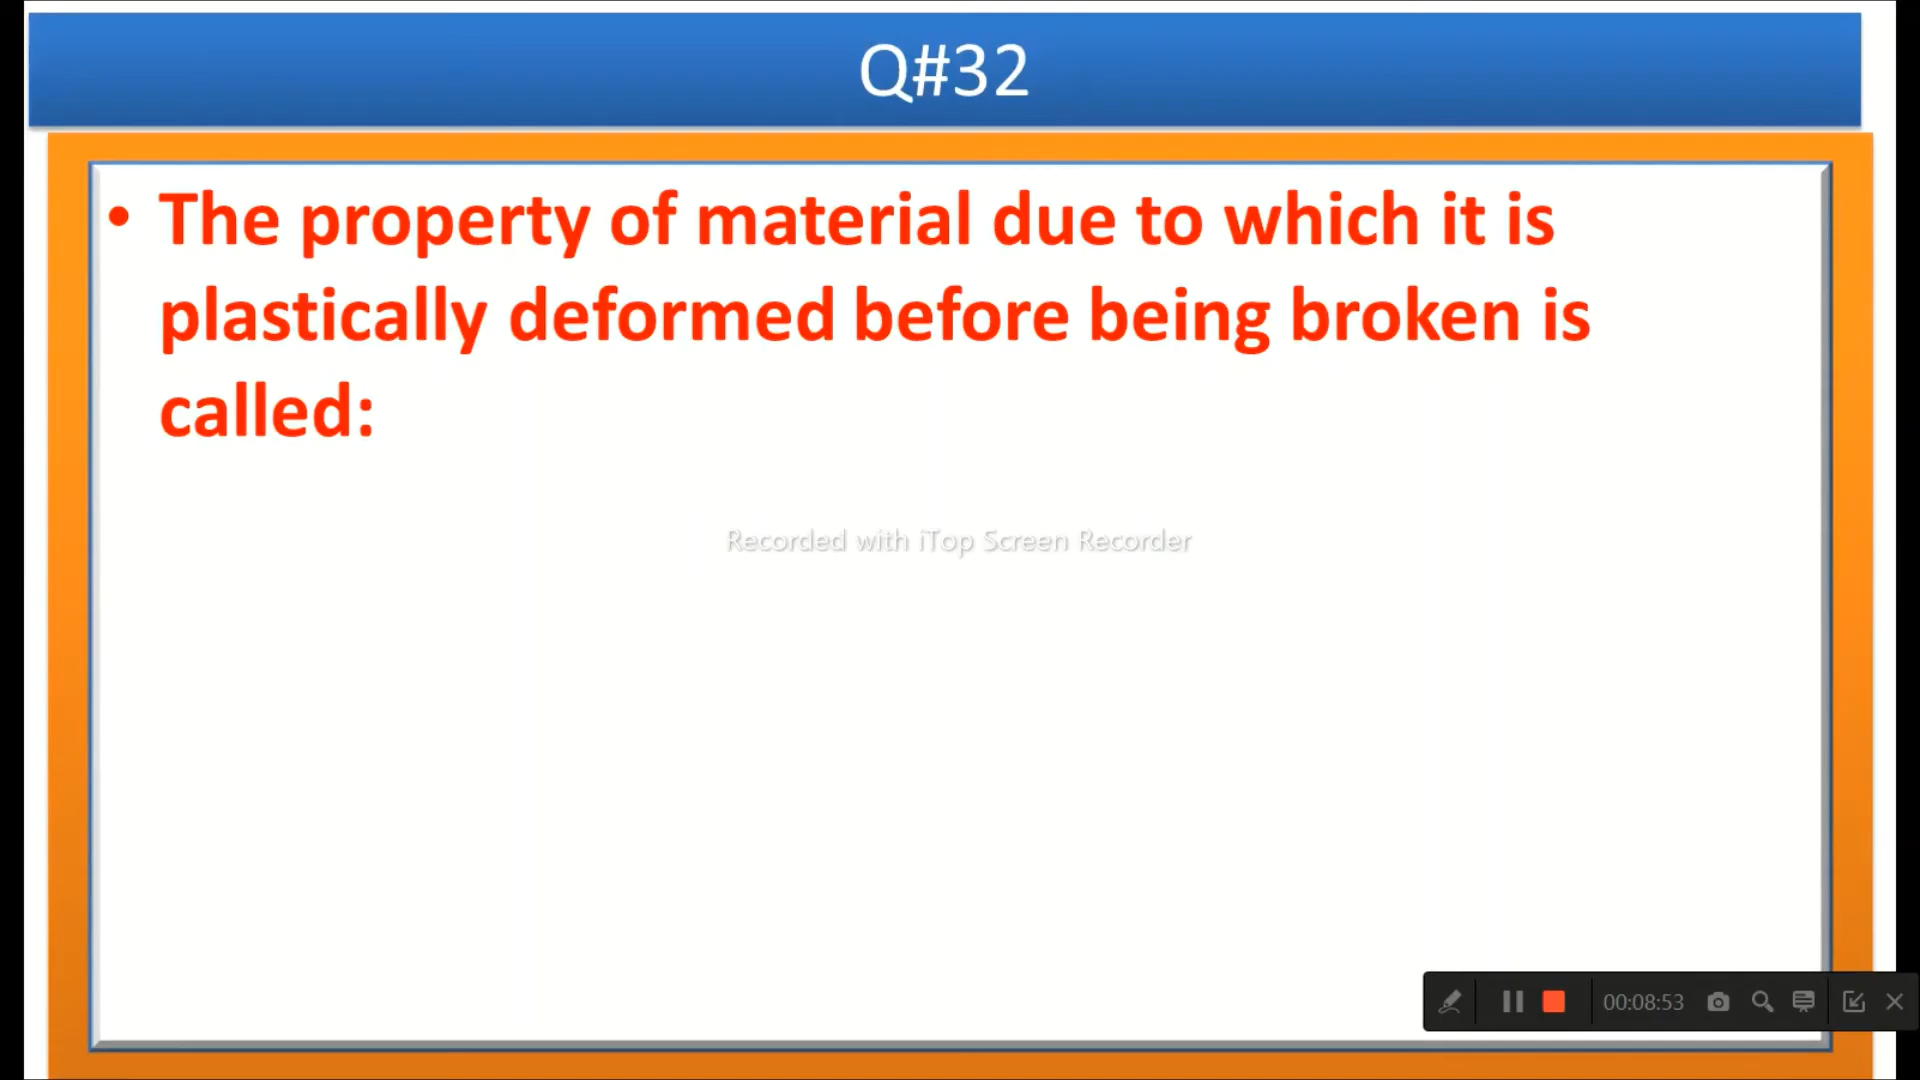 Q#32
• The property of material due to which it is
plastically deformed before being broken is
called:
Recorded with iTop Screen Recorder
00:08:53